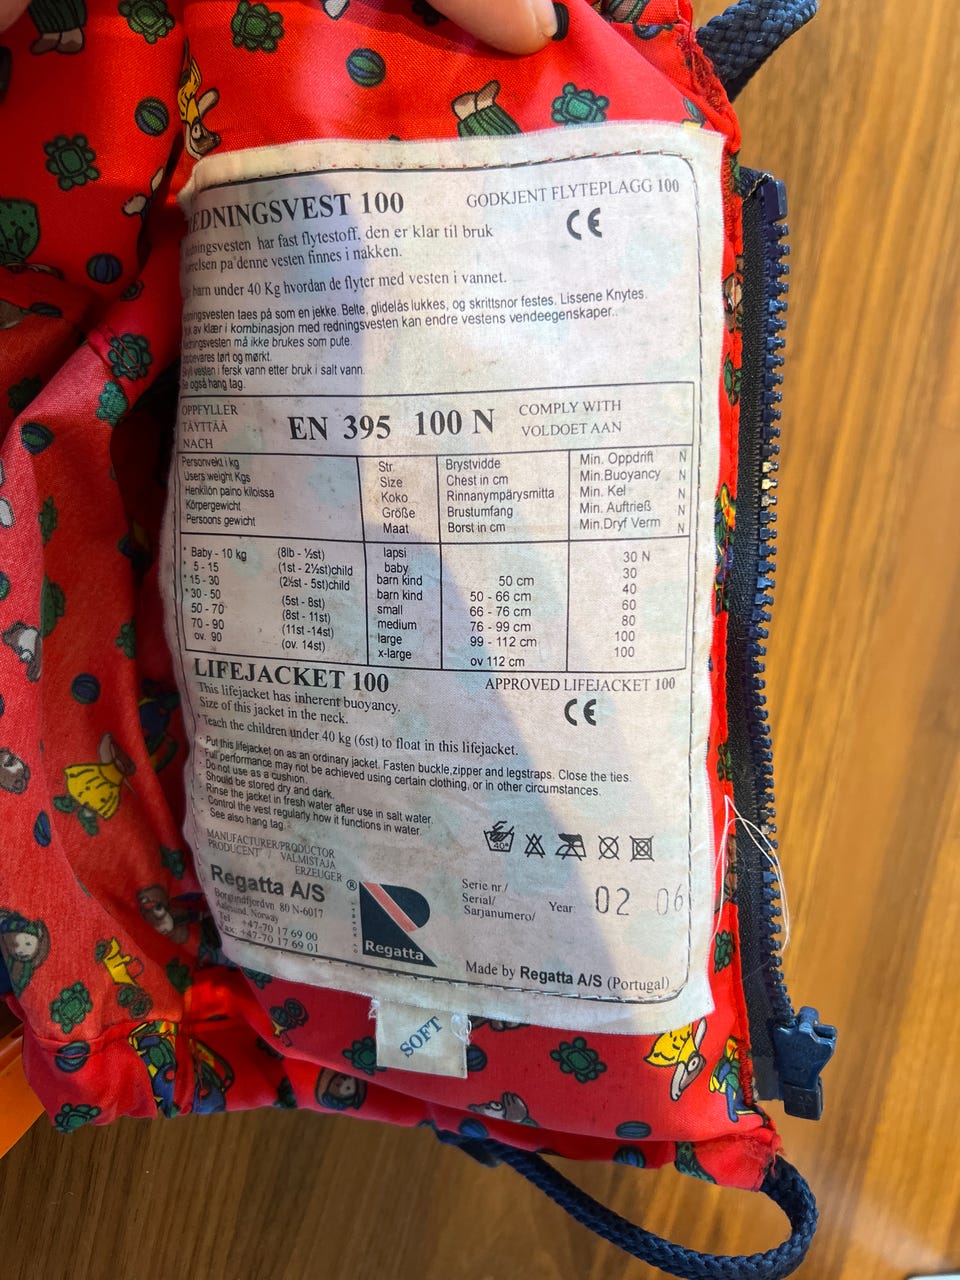 EDNINGSVEST 100
GODKJENT FLYTEPLAGG 100
CE
har fast flytestoff, den er klar til bruk
på denne vesten finnes i nakken.
barn under 40 Kg hvordan de flyter med vesten i vannet.
taes på som en jekke. Belte, glidelås lukkes, og skrittsnor festes. Lissene Knytes.
av klær i kombinasjon med redningsvesten kan endre vestens vendeegenskaper..
må ikke brukes som pute.
tørt og mørkt.
vesten i fersk vann etter bruk i salt vann.
også hang tag.
OPPFYLLER
TÄYTTÄÄ
NACH
EN 395 100 N
COMPLY WITH
VOLDOET AAN
Personvekt i kg
Users weight Kgs
Henkilön paino kiloissa
Körpergewicht
Persoons gewicht
Str.
Size
Koko
Größe
Maat
Brystvidde
Chest in cm
Rinnanympärysmitta
Brustumfang
Borst in cm
Min. Oppdrift N
Min.Buoyancy N
Min. Kel N
Min. Auftrieß N
Min.Dryf Verm N
* Baby - 10 kg (8lb - ½st) lapsi 30 N
* 5 - 15 (1st - 2½st)child baby 30
* 15 - 30 (2½st - 5st)child barn kind 50 cm 40
* 30 - 50 (5st - 8st) barn kind 50 - 66 cm 60
50 - 70 (8st - 11st) small 66 - 76 cm 80
70 - 90 (11st -14st) medium 76 - 99 cm 100
ov. 90 (ov. 14st) large 99 - 112 cm 100
x-large ov 112 cm
LIFEJACKET 100
APPROVED LIFEJACKET 100
CE
This lifejacket has inherent buoyancy.
Size of this jacket in the neck.
* Teach the children under 40 kg (6st) to float in this lifejacket.
- Put this lifejacket on as an ordinary jacket. Fasten buckle,zipper and legstraps. Close the ties.
- Full performance may not be achieved using certain clothing, or in other circumstances.
- Do not use as a cushion.
- Should be stored dry and dark.
- Rinse the jacket in fresh water after use in salt water.
- Control the vest regularly how it functions in water.
- See also hang tag.
40°
MANUFACTURER/PRODUCTOR
PRODUCENT / VALMISTAJA
ERZEUGER
Regatta A/S
Borgundfjordvn. 80 N-6017
Aalesund, Norway
Tel: +47-70 17 69 00
Fax: +47-70 17 69 01
®
OF NORWAY
Regatta
Serie nr./
Serial/
Sarjanumero/
Year:
02 06
Made by Regatta A/S (Portugal)
SOFT